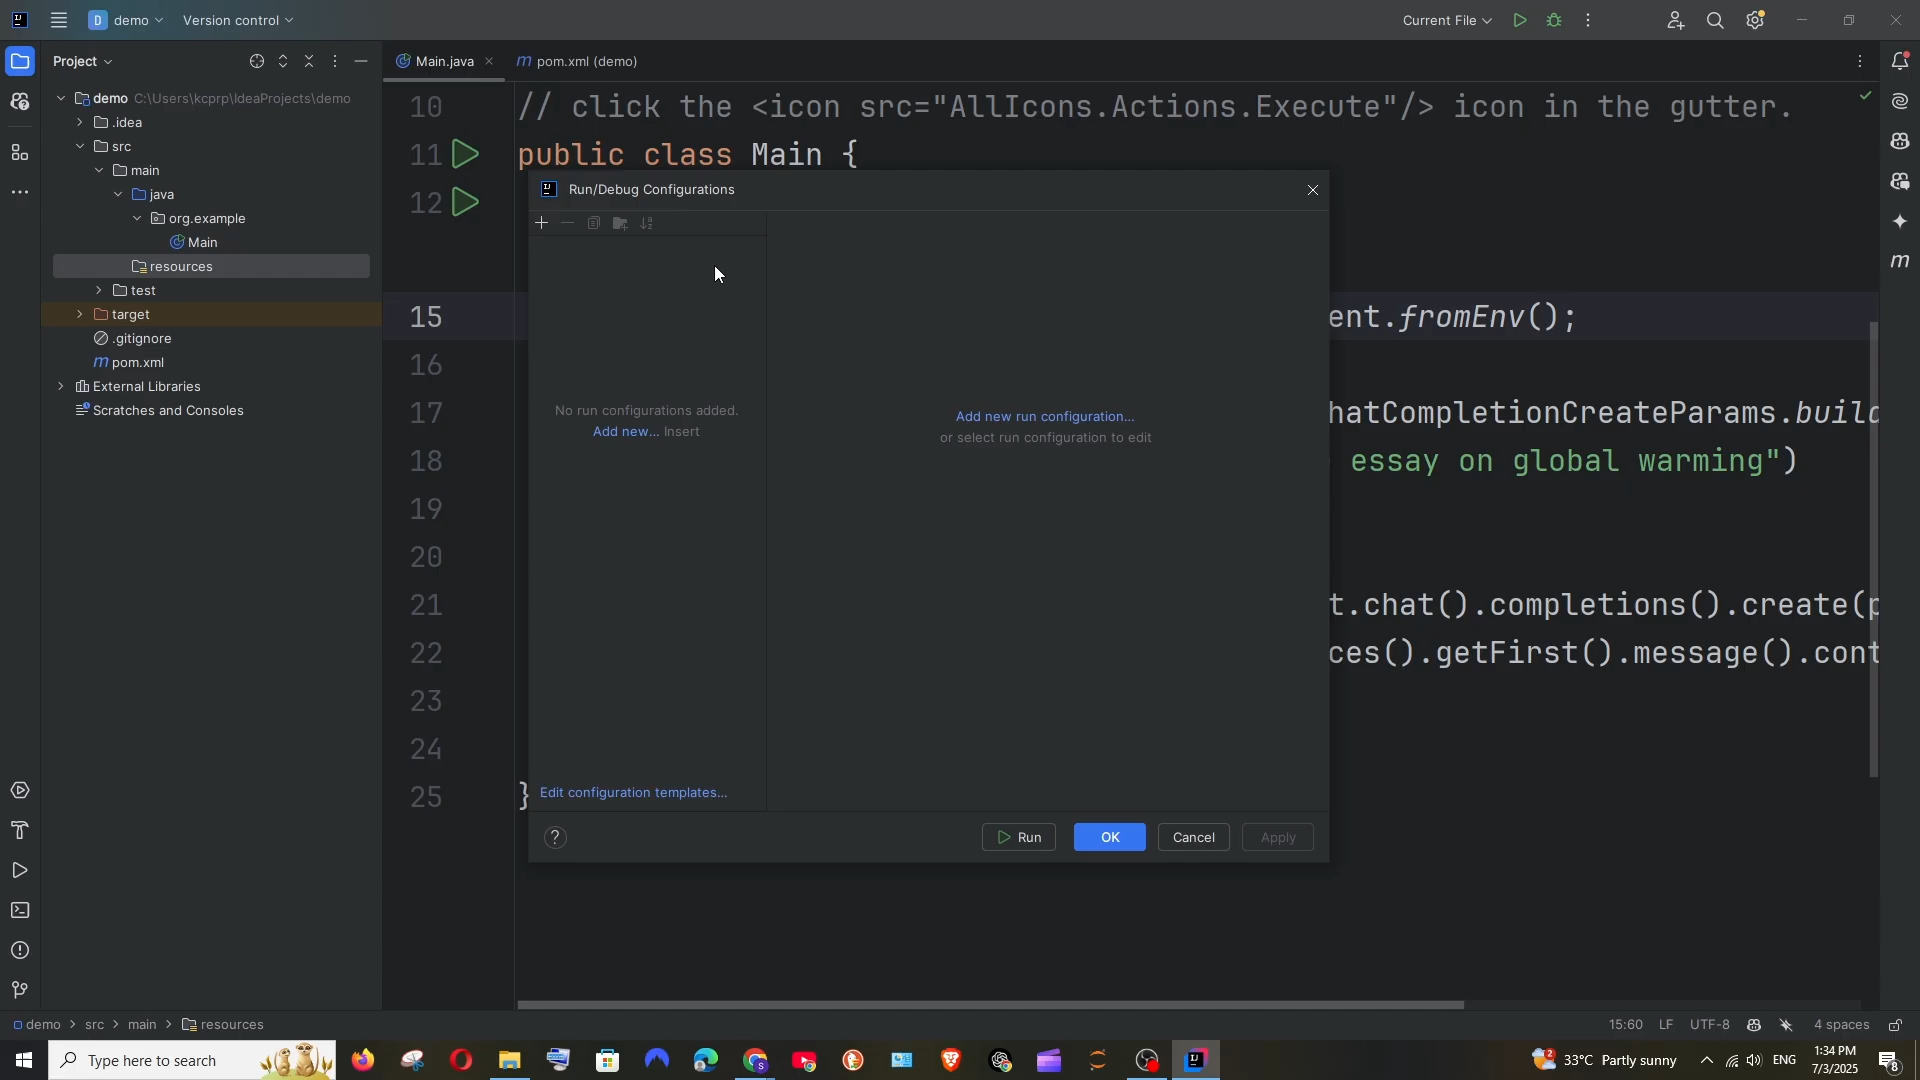 D demo Version control Current File
Project
Main.java
m pom.xml (demo)
demo C:\Users\kcprp\IdeaProjects\demo
.idea
src
main
java
org.example
Main
resources
test
target
.gitignore
m pom.xml
External Libraries
Scratches and Consoles
10 // click the <icon src="AllIcons.Actions.Execute"/> icon in the gutter.
11 public class Main {
12
15 ent.fromEnv();
16
17 hatCompletionCreateParams.build
18 essay on global warming")
19
20
21 t.chat().completions().create(p
22 ces().getFirst().message().cont
23
24
25 }
Run/Debug Configurations
No run configurations added.
Add new... Insert
Add new run configuration...
or select run configuration to edit
Edit configuration templates...
? Run OK Cancel Apply
demo > src > main > resources
15:60 LF UTF-8 4 spaces
Type here to search
33°C Partly sunny
ENG
1:34 PM
7/3/2025
8